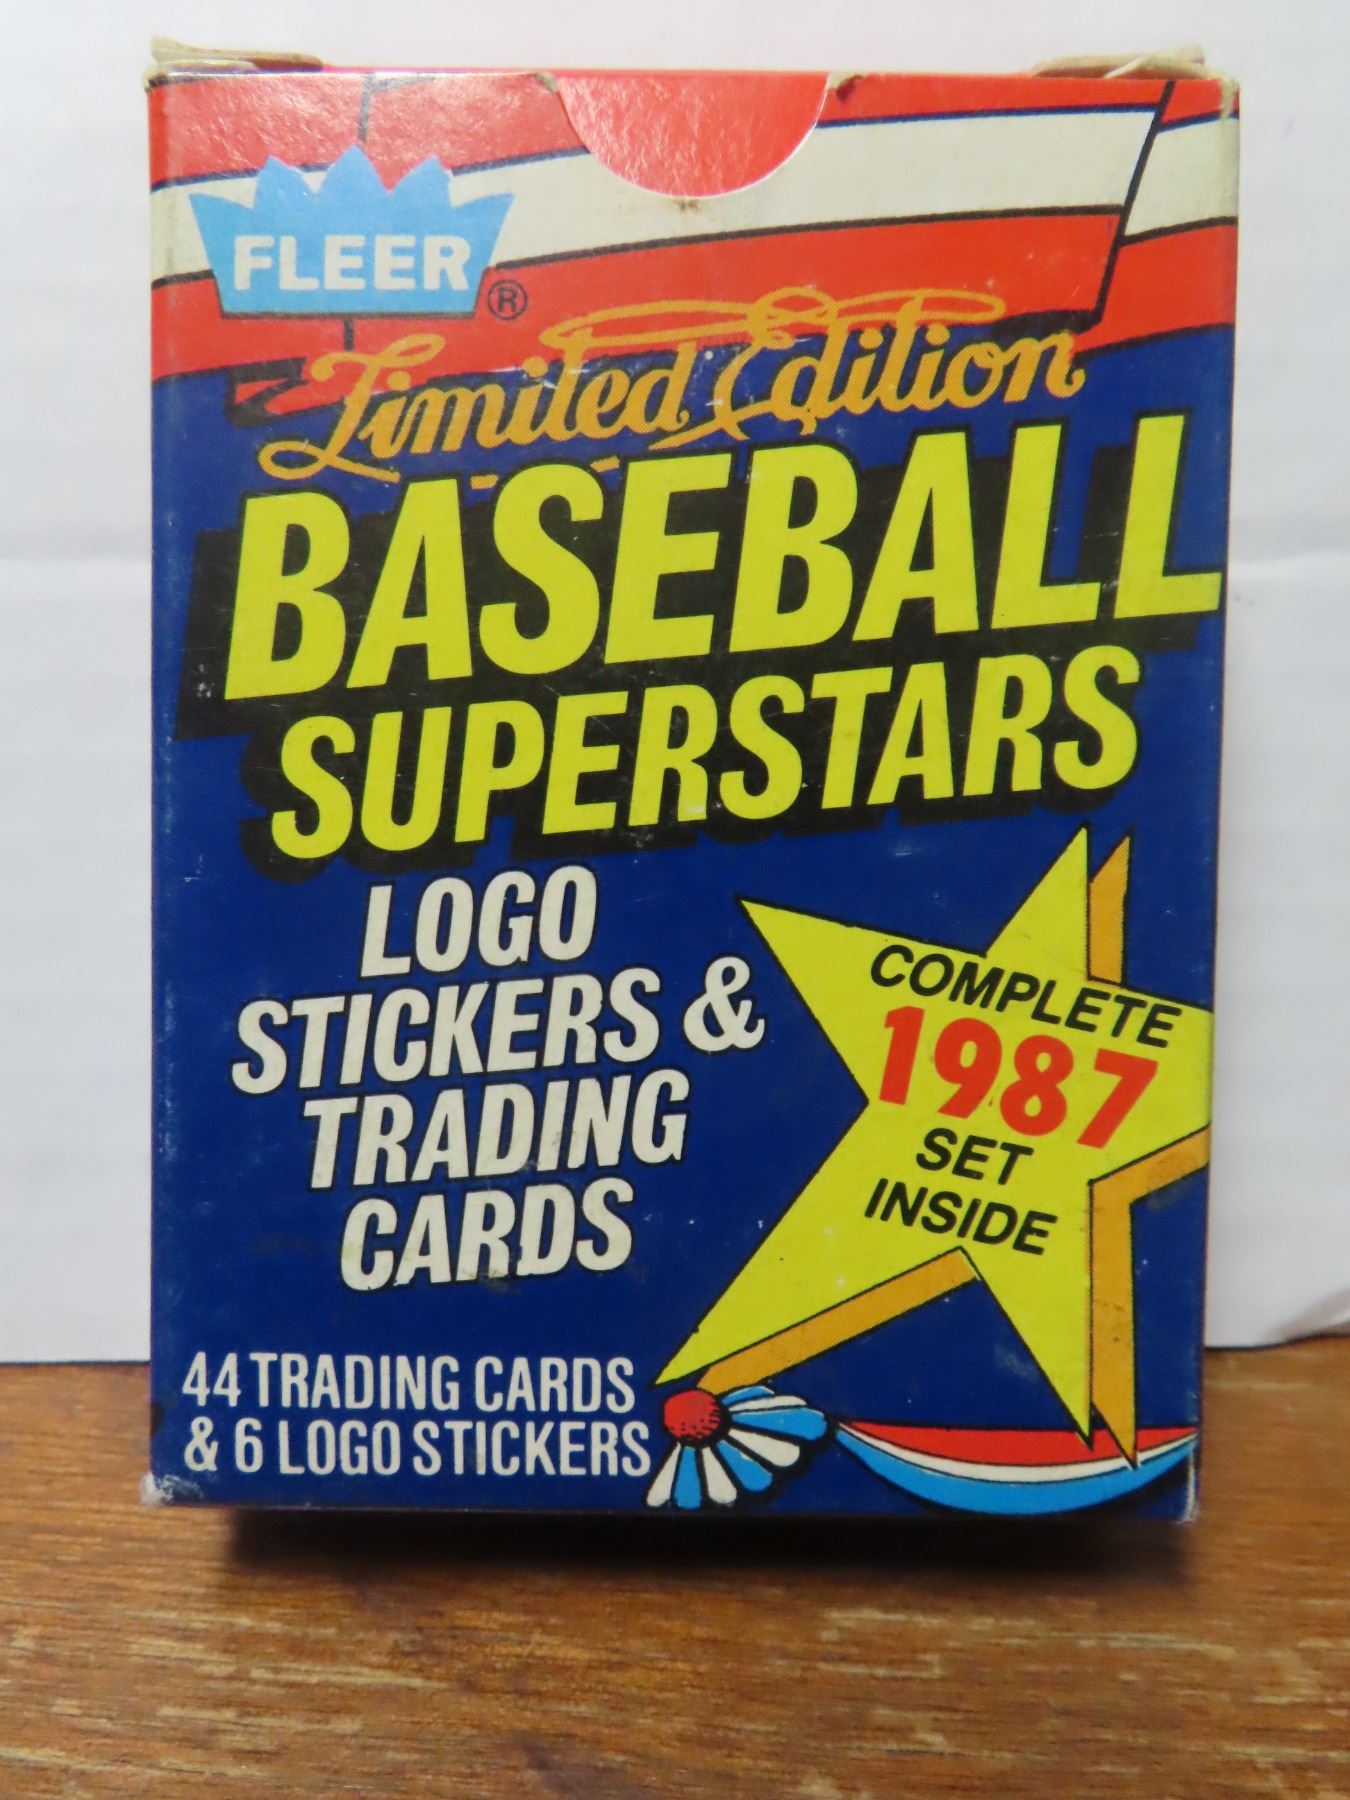 FLEER®
Limited Edition
BASEBALL
SUPERSTARS
LOGO
STICKERS &
TRADING
CARDS
COMPLETE
1987
SET
INSIDE
44 TRADING CARDS
& 6 LOGO STICKERS